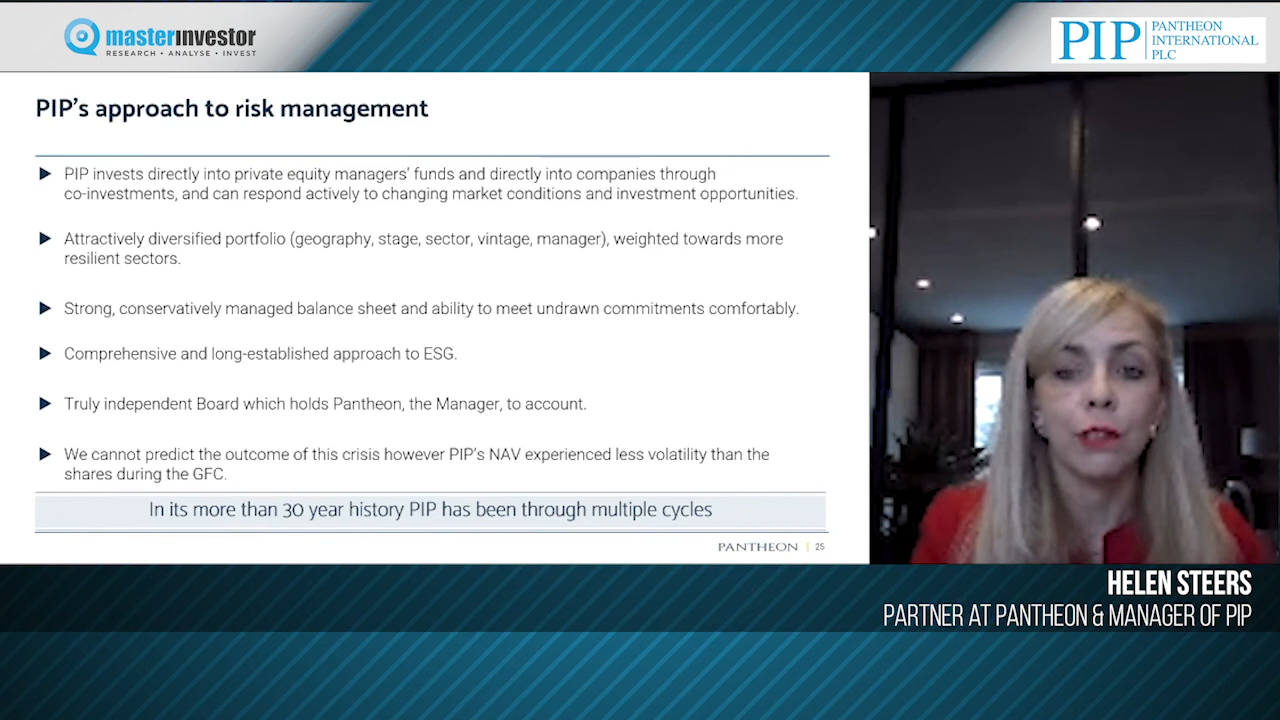 masterinvestor
RESEARCH • ANALYSE • INVEST
PIP
PANTHEON
INTERNATIONAL
PLC
PIP's approach to risk management
PIP invests directly into private equity managers' funds and directly into companies through
co-investments, and can respond actively to changing market conditions and investment opportunities.
Attractively diversified portfolio (geography, stage, sector, vintage, manager), weighted towards more
resilient sectors.
Strong, conservatively managed balance sheet and ability to meet undrawn commitments comfortably.
Comprehensive and long-established approach to ESG.
Truly independent Board which holds Pantheon, the Manager, to account.
We cannot predict the outcome of this crisis however PIP's NAV experienced less volatility than the
shares during the GFC.
In its more than 30 year history PIP has been through multiple cycles
PANTHEON | 25
HELEN STEERS
PARTNER AT PANTHEON & MANAGER OF PIP